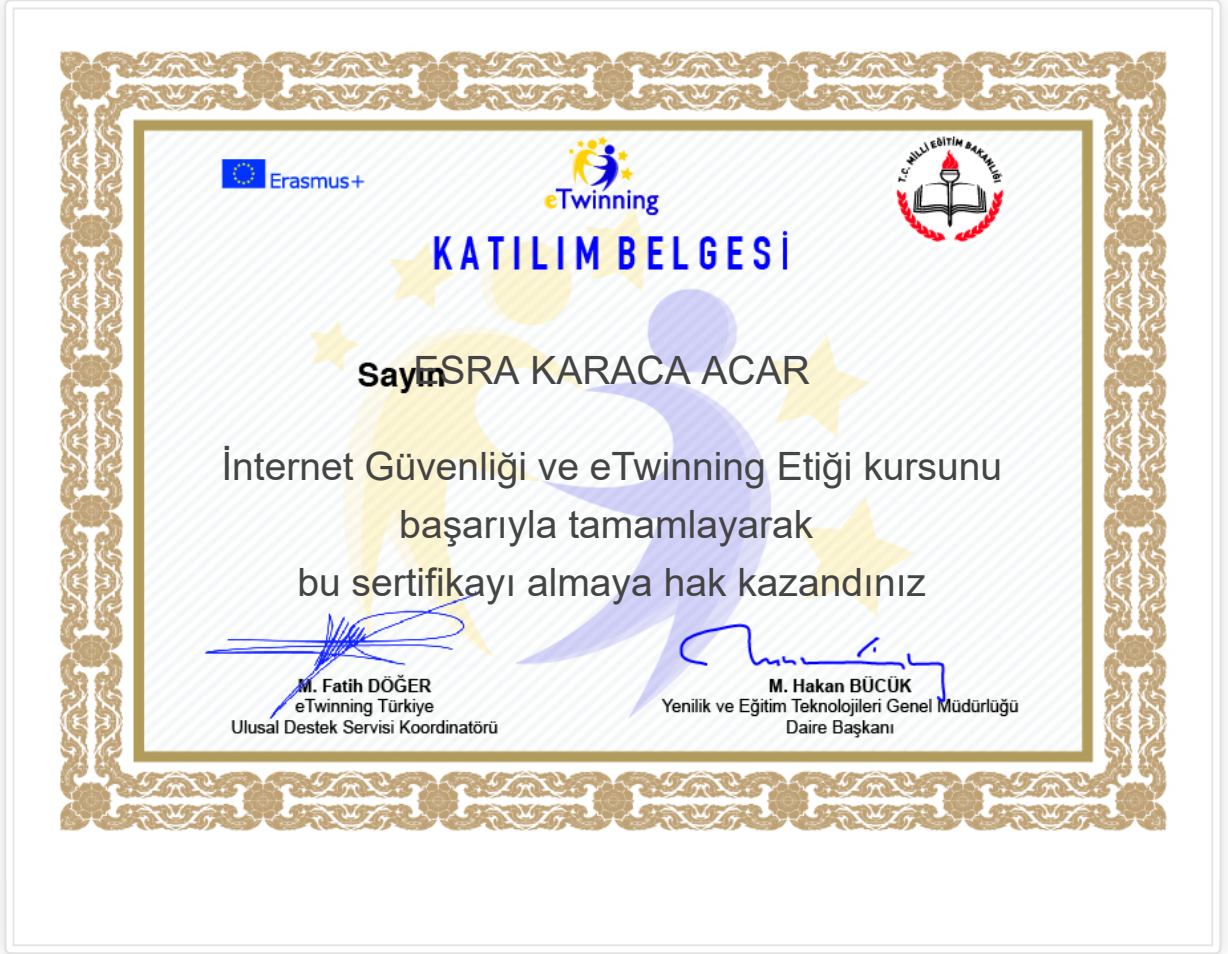 Erasmus+
eTwinning
T.C. MİLLİ EĞİTİM BAKANLIĞI
KATILIM BELGESİ
Sayın ESRA KARACA ACAR
İnternet Güvenliği ve eTwinning Etiği kursunu
başarıyla tamamlayarak
bu sertifikayı almaya hak kazandınız
M. Fatih DÖĞER
eTwinning Türkiye
Ulusal Destek Servisi Koordinatörü
M. Hakan BÜCÜK
Yenilik ve Eğitim Teknolojileri Genel Müdürlüğü
Daire Başkanı